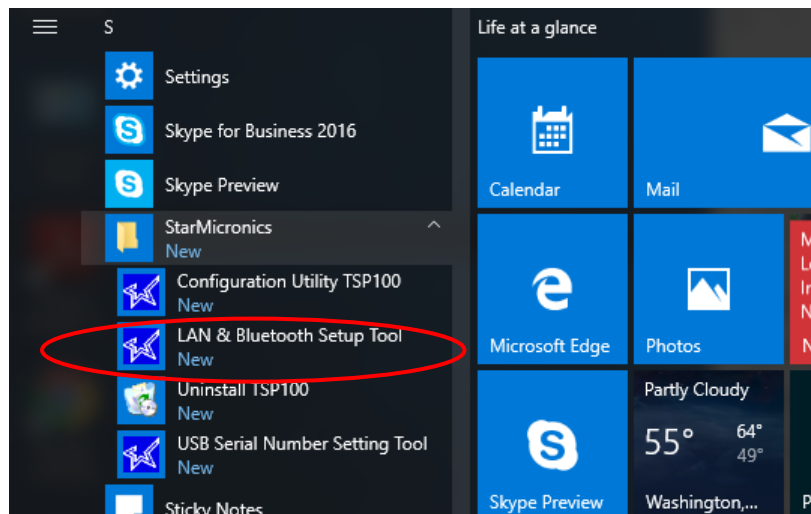 S
Settings
Skype for Business 2016
Skype Preview
StarMicronics
New
Configuration Utility TSP100
New
LAN & Bluetooth Setup Tool
New
Uninstall TSP100
New
USB Serial Number Setting Tool
New
Sticky Notes
Life at a glance
Calendar
Mail
Microsoft Edge
Photos
Skype Preview
Partly Cloudy
55°
64°
49°
Washington,...